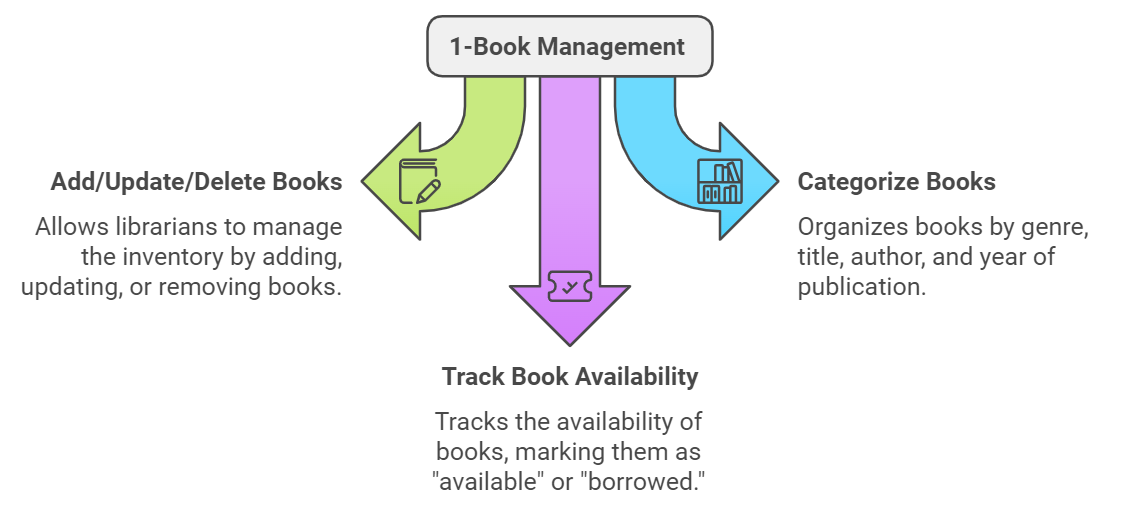 1-Book Management
Add/Update/Delete Books
Allows librarians to manage
the inventory by adding,
updating, or removing books.
Track Book Availability
Tracks the availability of
books, marking them as
"available" or "borrowed."
Categorize Books
Organizes books by genre,
title, author, and year of
publication.